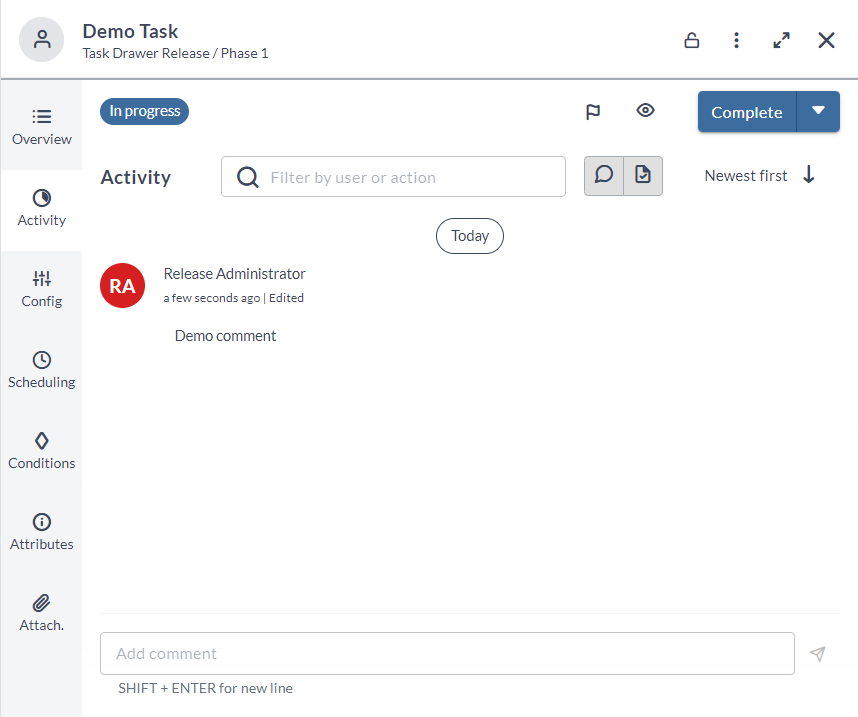 Demo Task
Task Drawer Release / Phase 1
Overview
Activity
Config
Scheduling
Conditions
Attributes
Attach.
In progress
Complete
Activity
Filter by user or action
Newest first
Today
RA
Release Administrator
a few seconds ago | Edited
Demo comment
Add comment
SHIFT + ENTER for new line